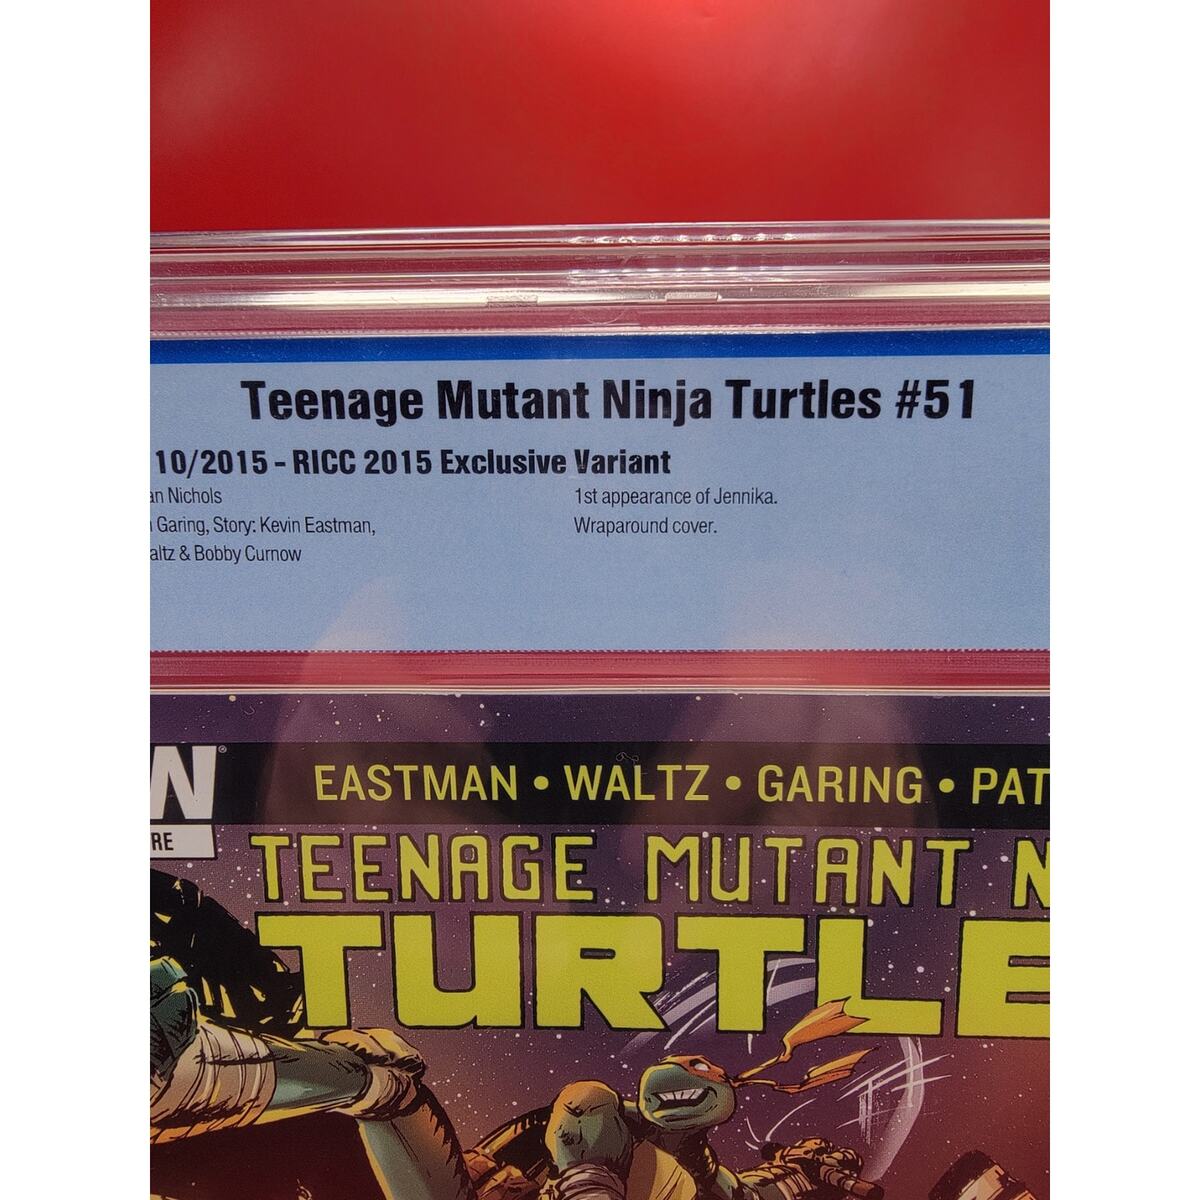 Teenage Mutant Ninja Turtles #51
10/2015 - RICC 2015 Exclusive Variant
an Nichols
1st appearance of Jennika.
Garing, Story: Kevin Eastman,
Wraparound cover.
altz & Bobby Curnow
W
®
EASTMAN • WALTZ • GARING • PAT
RE
TEENAGE MUTANT N
TURTLE